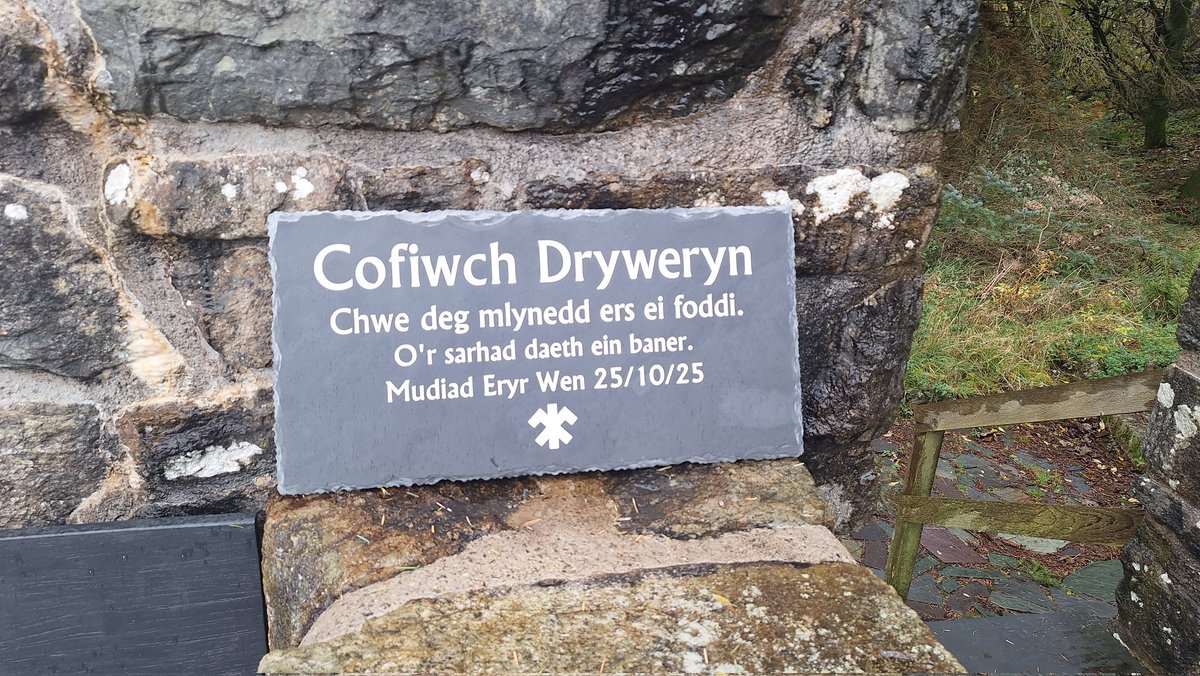 Cofiwch Dryweryn
Chwe deg mlynedd ers ei foddi.
O'r sarhad daeth ein baner.
Mudiad Eryr Wen 25/10/25